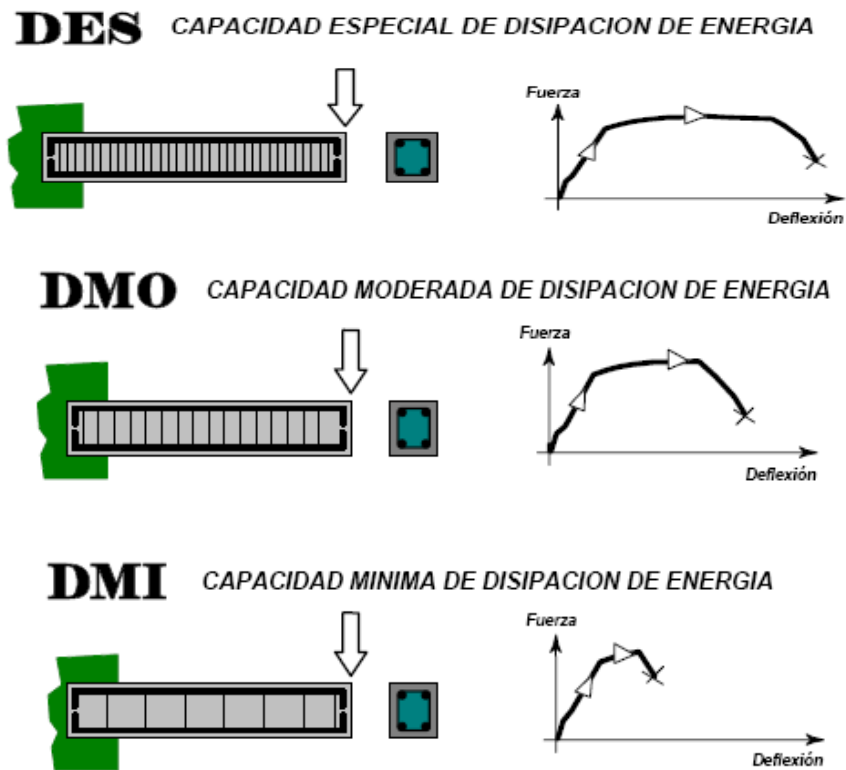 DES CAPACIDAD ESPECIAL DE DISIPACION DE ENERGIA
Fuerza
Deflexión
DMO CAPACIDAD MODERADA DE DISIPACION DE ENERGIA
Fuerza
Deflexión
DMI CAPACIDAD MINIMA DE DISIPACION DE ENERGIA
Fuerza
Deflexión